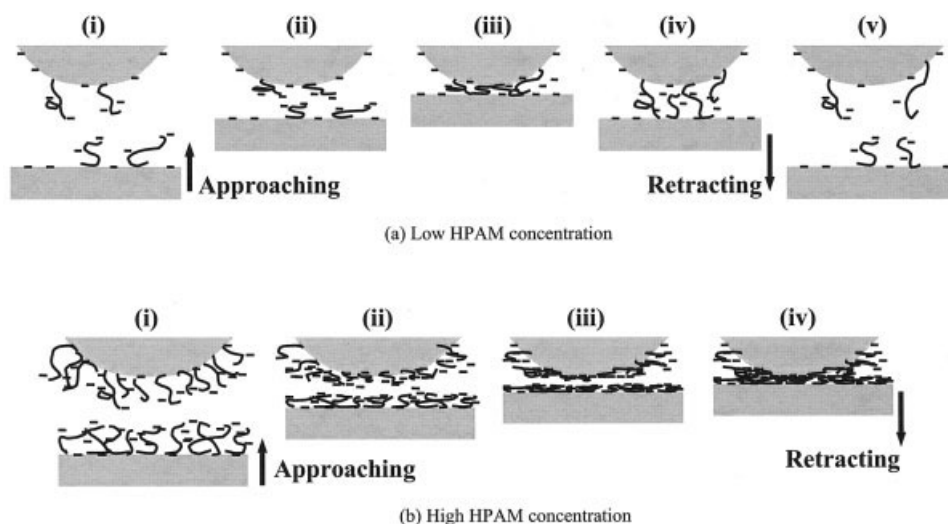 (i) (ii) (iii) (iv) (v)
Approaching
Retracting
(a) Low HPAM concentration
(i) (ii) (iii) (iv)
Approaching
Retracting
(b) High HPAM concentration